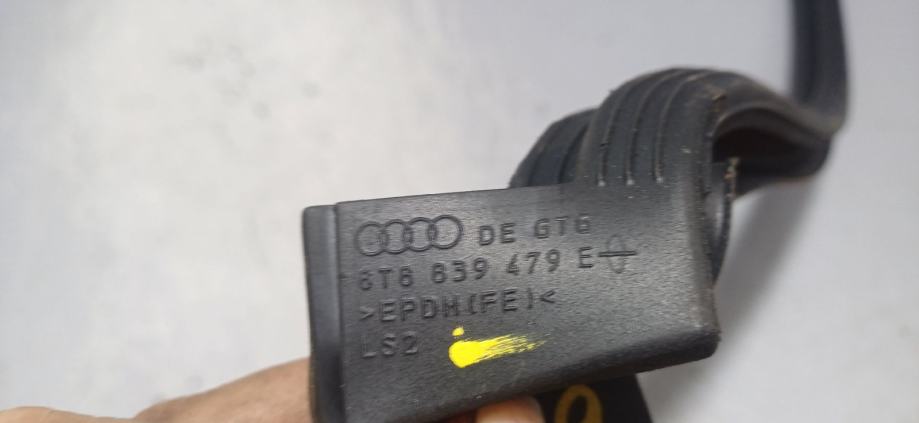 DE GTG
8T8 839 479 E
>EPDM(FE)<
LS2